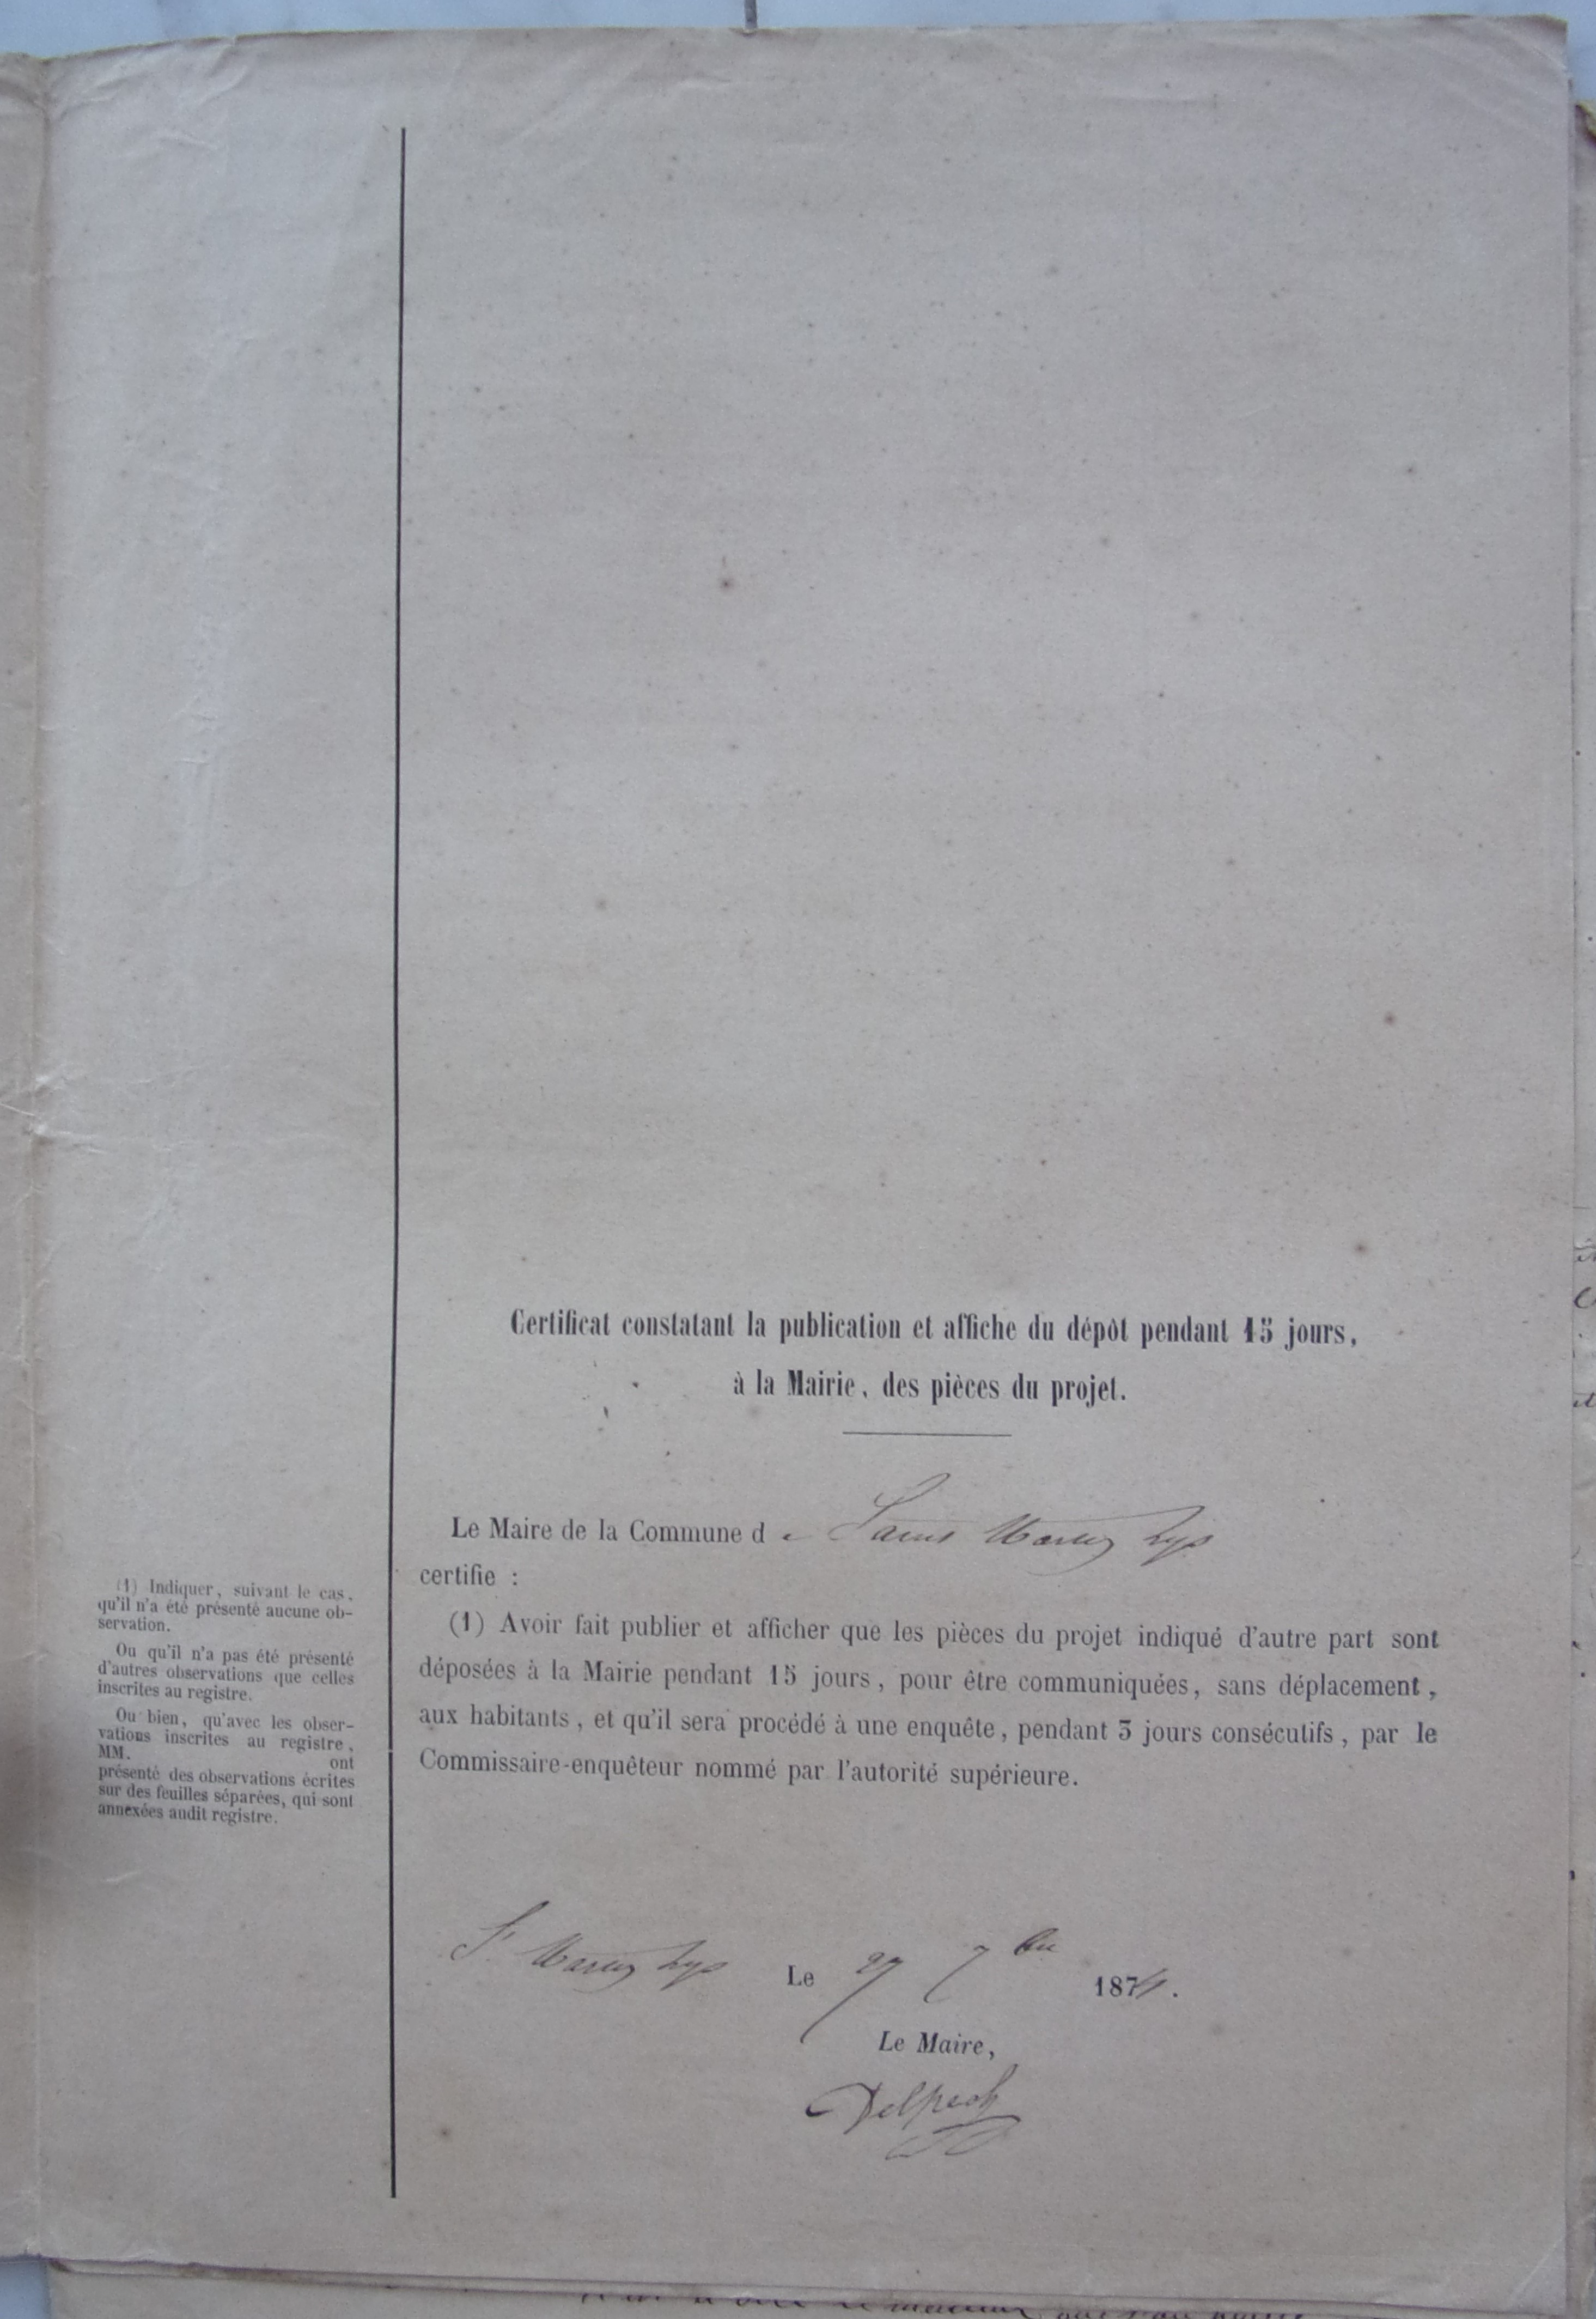 Certificat constatant la publication et affiche du dépôt pendant 15 jours,
à la Mairie, des pièces du projet.
Le Maire de la Commune d e Saint Martin Lys
certifie :
(1) Avoir fait publier et afficher que les pièces du projet indiqué d'autre part sont
déposées à la Mairie pendant 15 jours, pour être communiquées, sans déplacement,
aux habitants, et qu'il sera procédé à une enquête, pendant 3 jours consécutifs, par le
Commissaire-enquêteur nommé par l'autorité supérieure.
(1) Indiquer, suivant le cas,
qu'il n'a été présenté aucune ob-
servation.
Ou qu'il n'a pas été présenté
d'autres observations que celles
inscrites au registre.
Ou bien, qu'avec les obser-
vations inscrites au registre,
MM. ont
présenté des observations écrites
sur des feuilles séparées, qui sont
annexées audit registre.
St Martin Lys Le 27 7bre 1874.
Le Maire,
Delpech